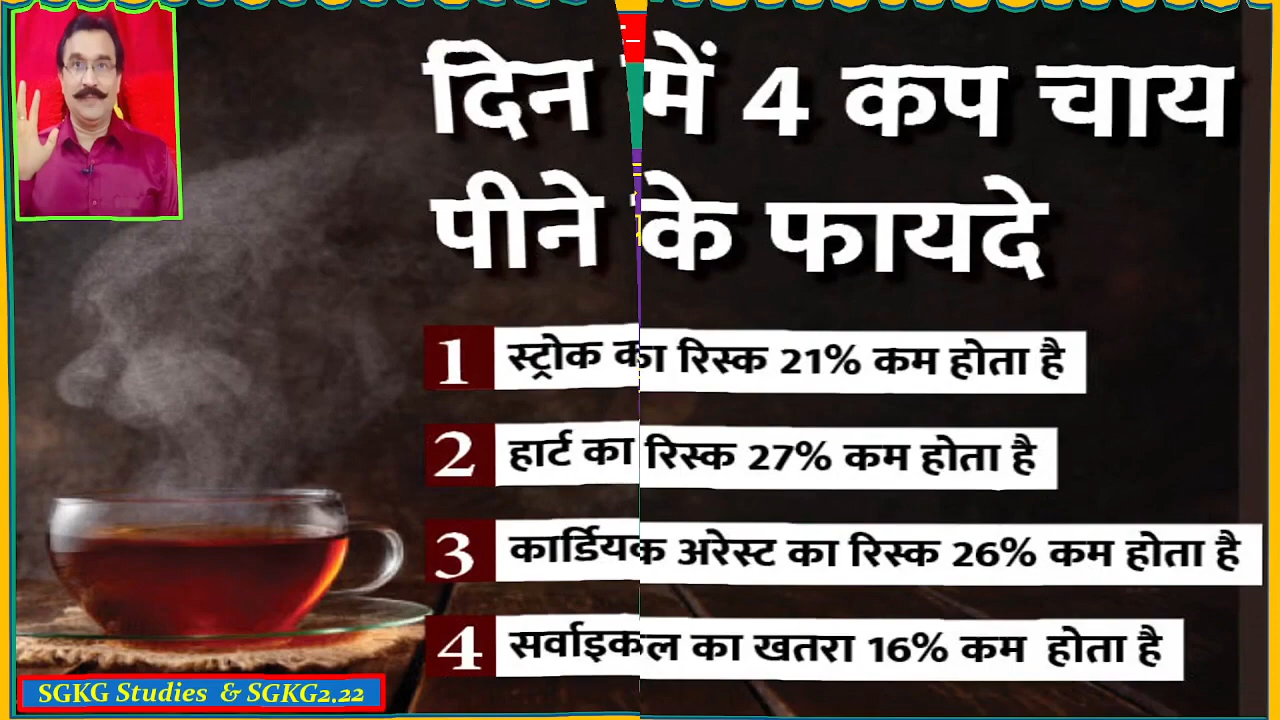 दिन में 4 कप चाय
पीने के फायदे
1 स्ट्रोक का रिस्क 21% कम होता है
2 हार्ट का रिस्क 27% कम होता है
3 कार्डियक अरेस्ट का रिस्क 26% कम होता है
4 सर्वाइकल का खतरा 16% कम होता है
SGKG Studies & SGKG2.22